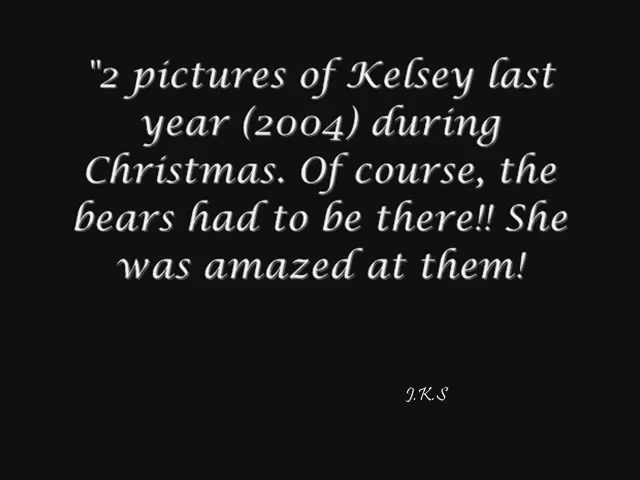 "2 pictures of Kelsey last
year (2004) during
Christmas. Of course, the
bears had to be there!! She
was amazed at them!
J.K.S